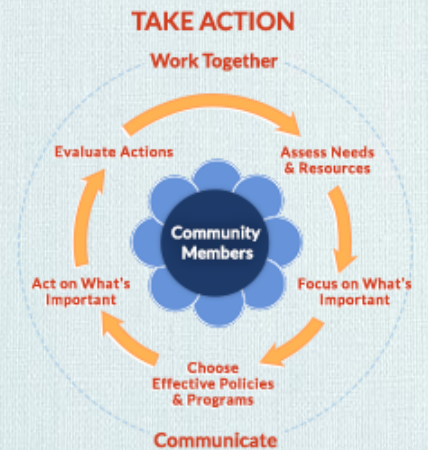 TAKE ACTION
Work Together
Evaluate Actions
Assess Needs
& Resources
Community
Members
Act on What's
Important
Focus on What's
Important
Choose
Effective Policies
& Programs
Communicate